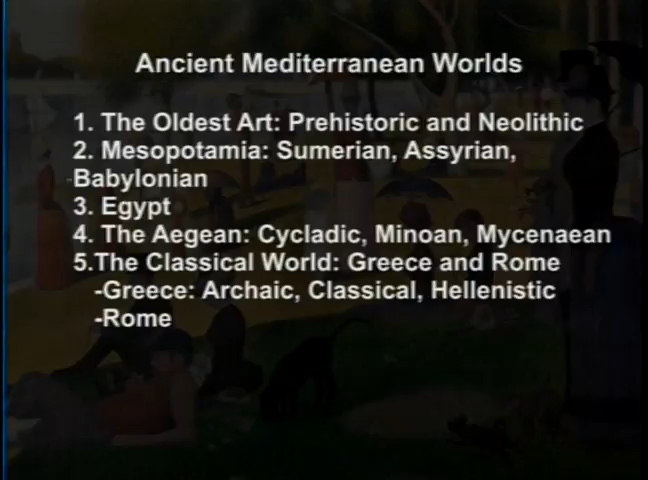 Ancient Mediterranean Worlds
1. The Oldest Art: Prehistoric and Neolithic
2. Mesopotamia: Sumerian, Assyrian,
Babylonian
3. Egypt
4. The Aegean: Cycladic, Minoan, Mycenaean
5.The Classical World: Greece and Rome
-Greece: Archaic, Classical, Hellenistic
-Rome